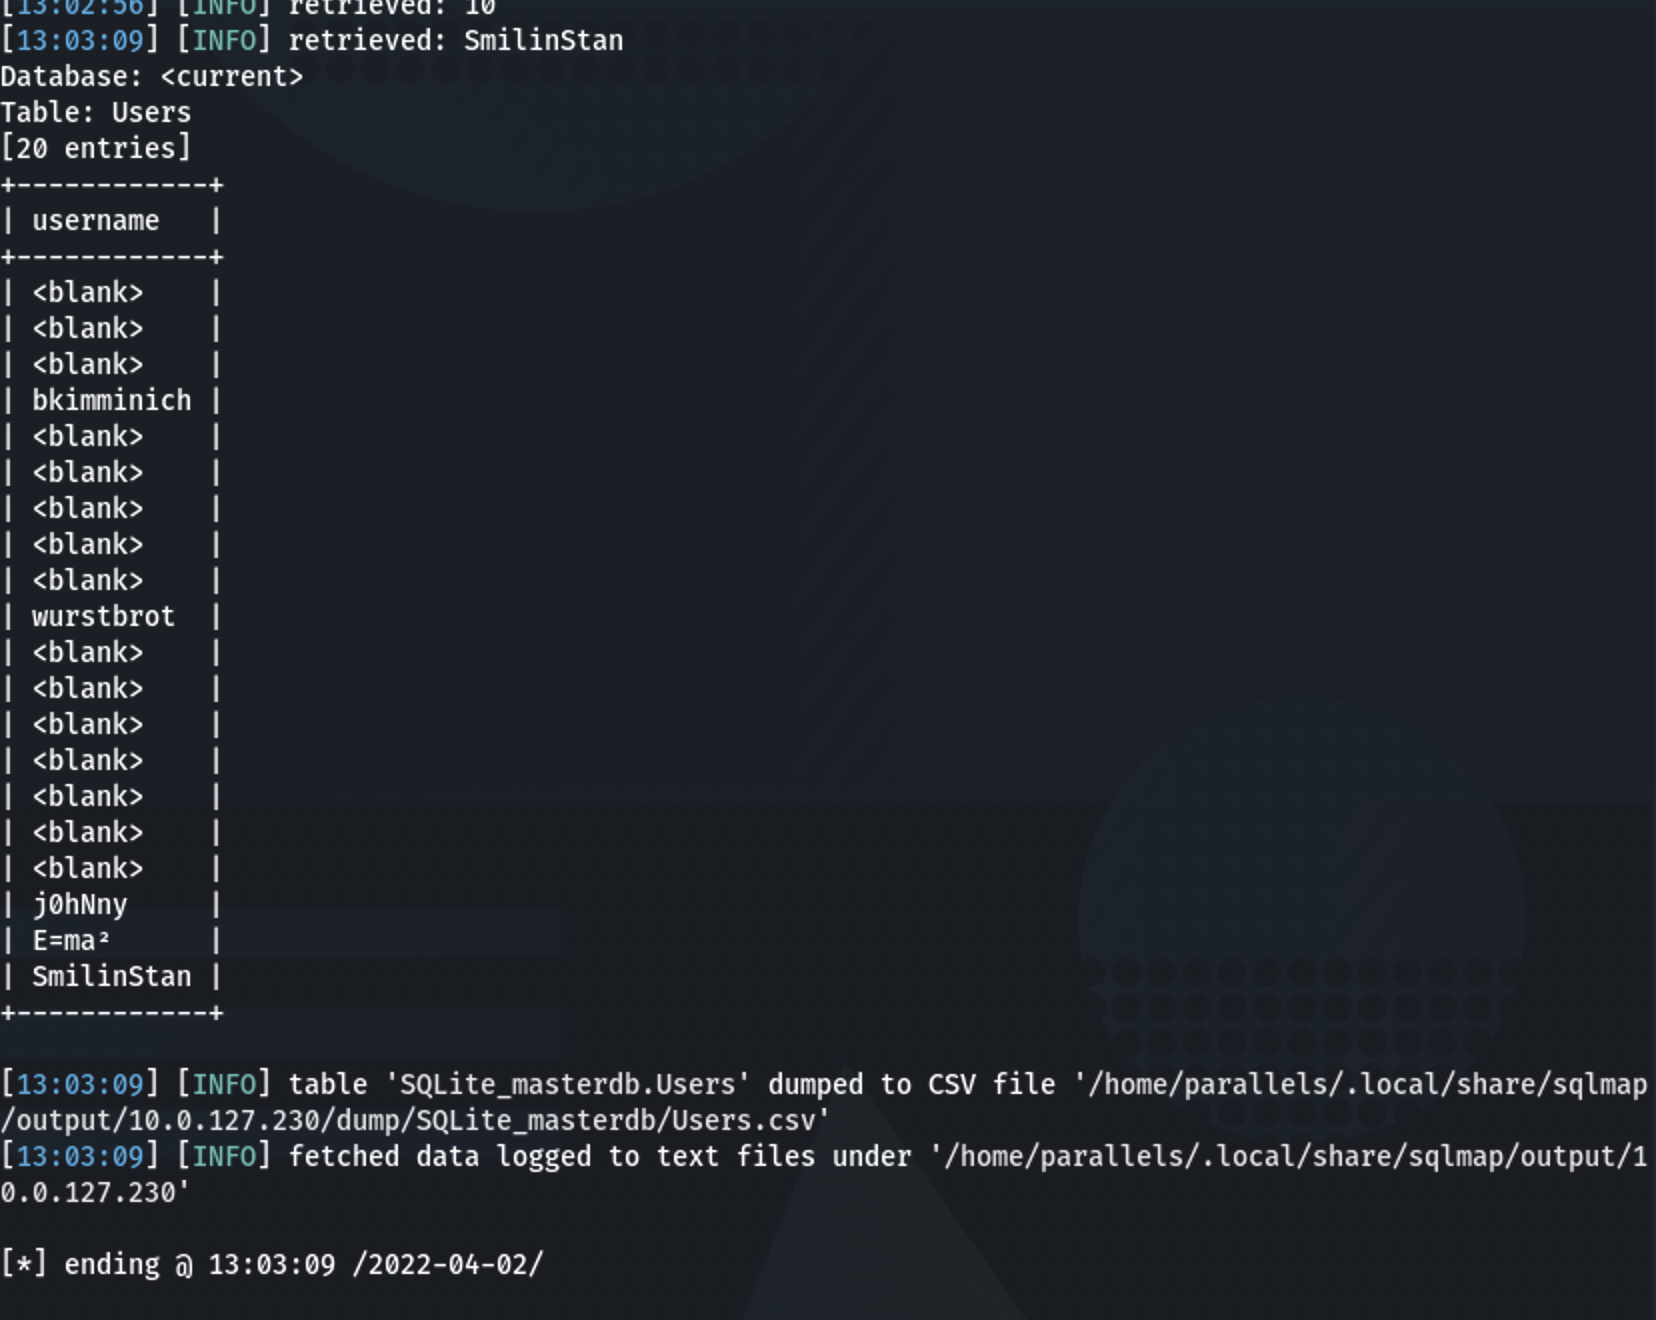 [13:02:56] [INFO] retrieved: 10
[13:03:09] [INFO] retrieved: SmilinStan
Database: <current>
Table: Users
[20 entries]
+------------+
| username   |
+------------+
| <blank>    |
| <blank>    |
| <blank>    |
| bkimminich |
| <blank>    |
| <blank>    |
| <blank>    |
| <blank>    |
| <blank>    |
| wurstbrot  |
| <blank>    |
| <blank>    |
| <blank>    |
| <blank>    |
| <blank>    |
| <blank>    |
| <blank>    |
| j0hNny     |
| E=ma²      |
| SmilinStan |
+------------+
[13:03:09] [INFO] table 'SQLite_masterdb.Users' dumped to CSV file '/home/parallels/.local/share/sqlmap
/output/10.0.127.230/dump/SQLite_masterdb/Users.csv'
[13:03:09] [INFO] fetched data logged to text files under '/home/parallels/.local/share/sqlmap/output/1
0.0.127.230'
[*] ending @ 13:03:09 /2022-04-02/